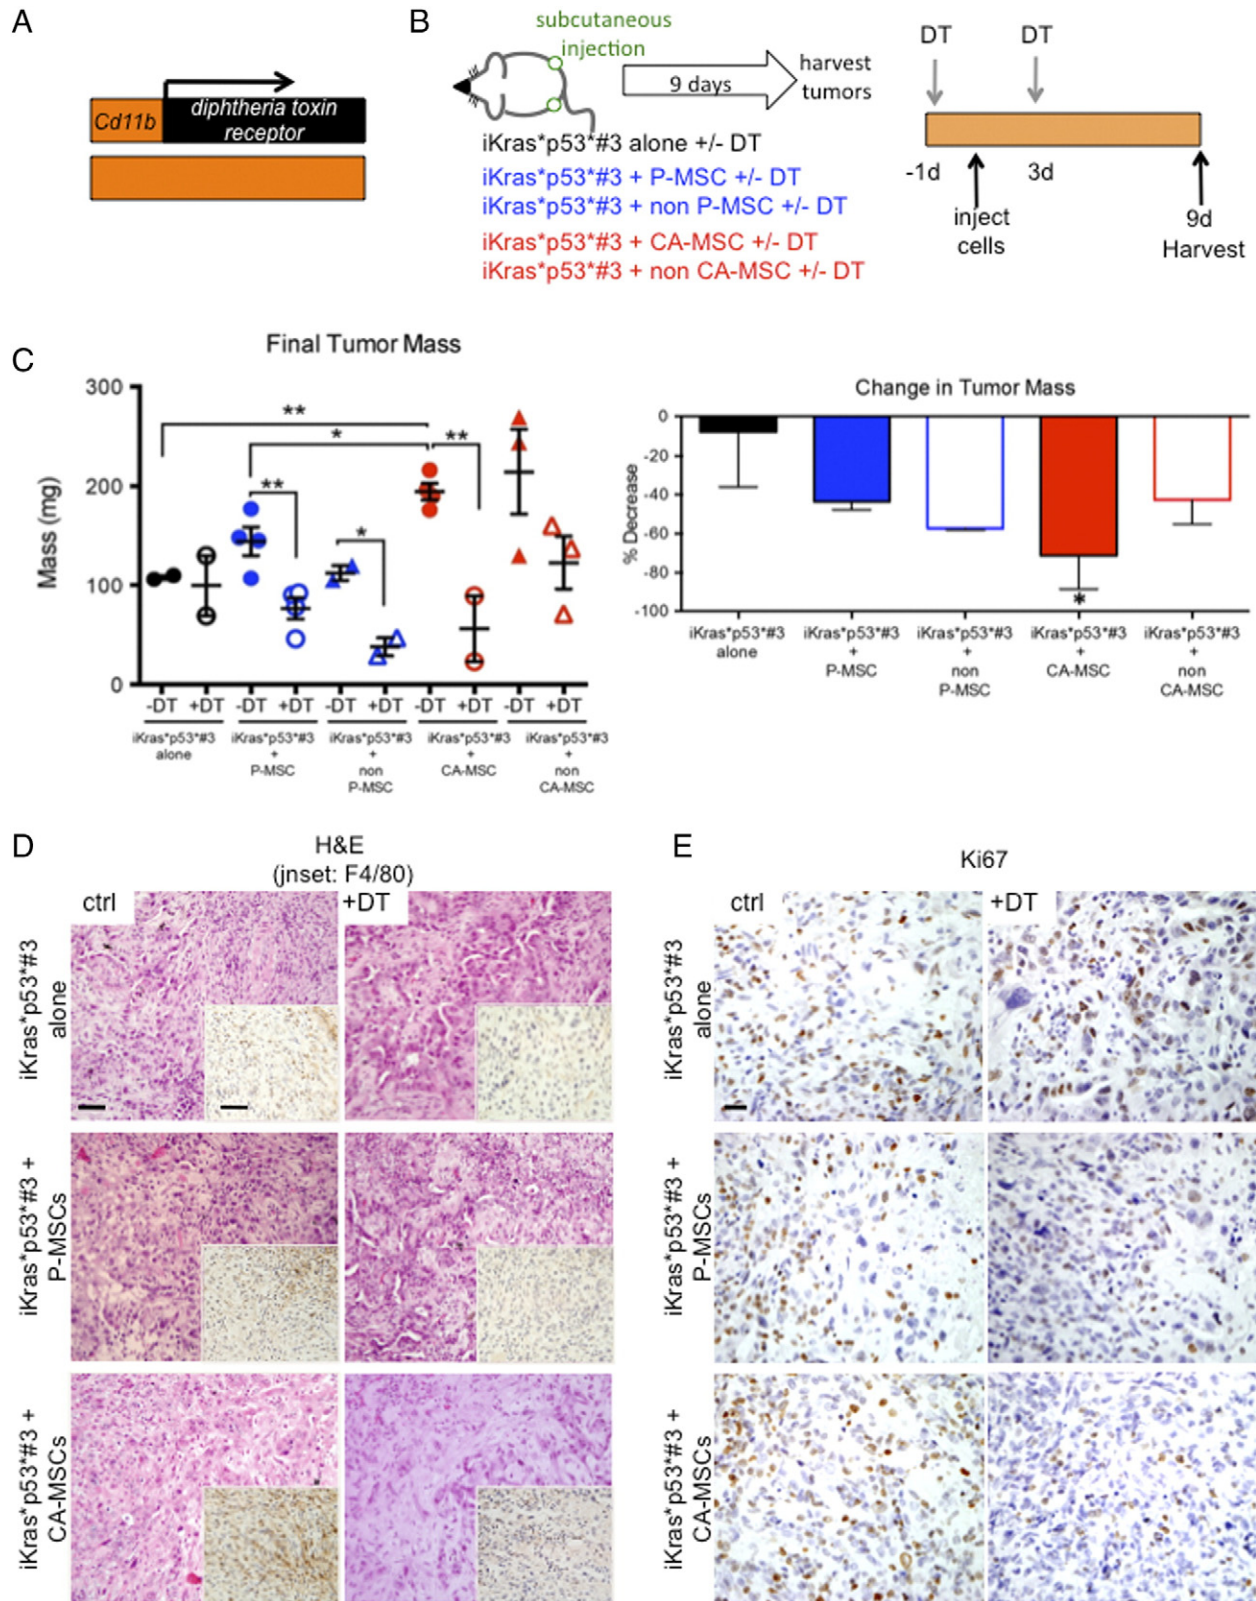 A
Cd11b
diphtheria toxin
receptor
B
subcutaneous
injection
9 days
harvest
tumors
iKras*p53*#3 alone +/- DT
iKras*p53*#3 + P-MSC +/- DT
iKras*p53*#3 + non P-MSC +/- DT
iKras*p53*#3 + CA-MSC +/- DT
iKras*p53*#3 + non CA-MSC +/- DT
DT DT
-1d 3d
inject
cells
9d
Harvest
C
Final Tumor Mass
Mass (mg)
300
200
100
0
**
*
**
**
*
-DT +DT -DT +DT -DT +DT -DT +DT -DT +DT
iKras*p53*#3
alone
iKras*p53*#3
+
P-MSC
iKras*p53*#3
+
non
P-MSC
iKras*p53*#3
+
CA-MSC
iKras*p53*#3
+
non
CA-MSC
Change in Tumor Mass
% Decrease
0
-20
-40
-60
-80
-100
*
iKras*p53*#3
alone
iKras*p53*#3
+
P-MSC
iKras*p53*#3
+
non
P-MSC
iKras*p53*#3
+
CA-MSC
iKras*p53*#3
+
non
CA-MSC
D
H&E
(jnset: F4/80)
ctrl +DT
iKras*p53*#3
alone
iKras*p53*#3 +
P-MSCs
iKras*p53*#3 +
CA-MSCs
E
Ki67
ctrl +DT
iKras*p53*#3
alone
iKras*p53*#3 +
P-MSCs
iKras*p53*#3 +
CA-MSCs